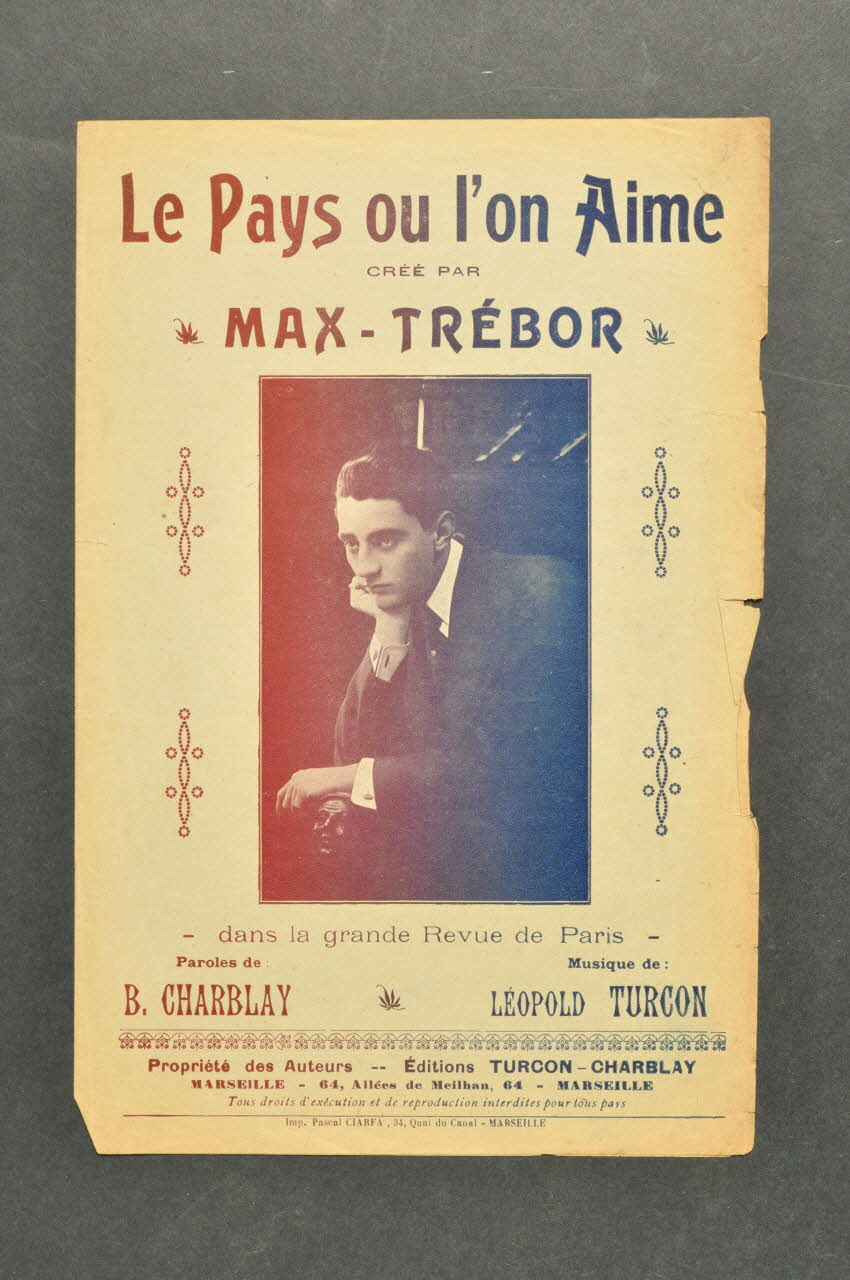 Le Pays ou l'on Aime
CRÉÉ PAR
MAX - TRÉBOR
- dans la grande Revue de Paris -
Paroles de : Musique de :
B. CHARBLAY LÉOPOLD TURCON
Propriété des Auteurs -- Éditions TURCON - CHARBLAY
MARSEILLE - 64, Allées de Meilhan, 64 - MARSEILLE
Tous droits d'exécution et de reproduction interdites pour tous pays
Imp. Pascal CIARFA , 34, Quai du Canal - MARSEILLE